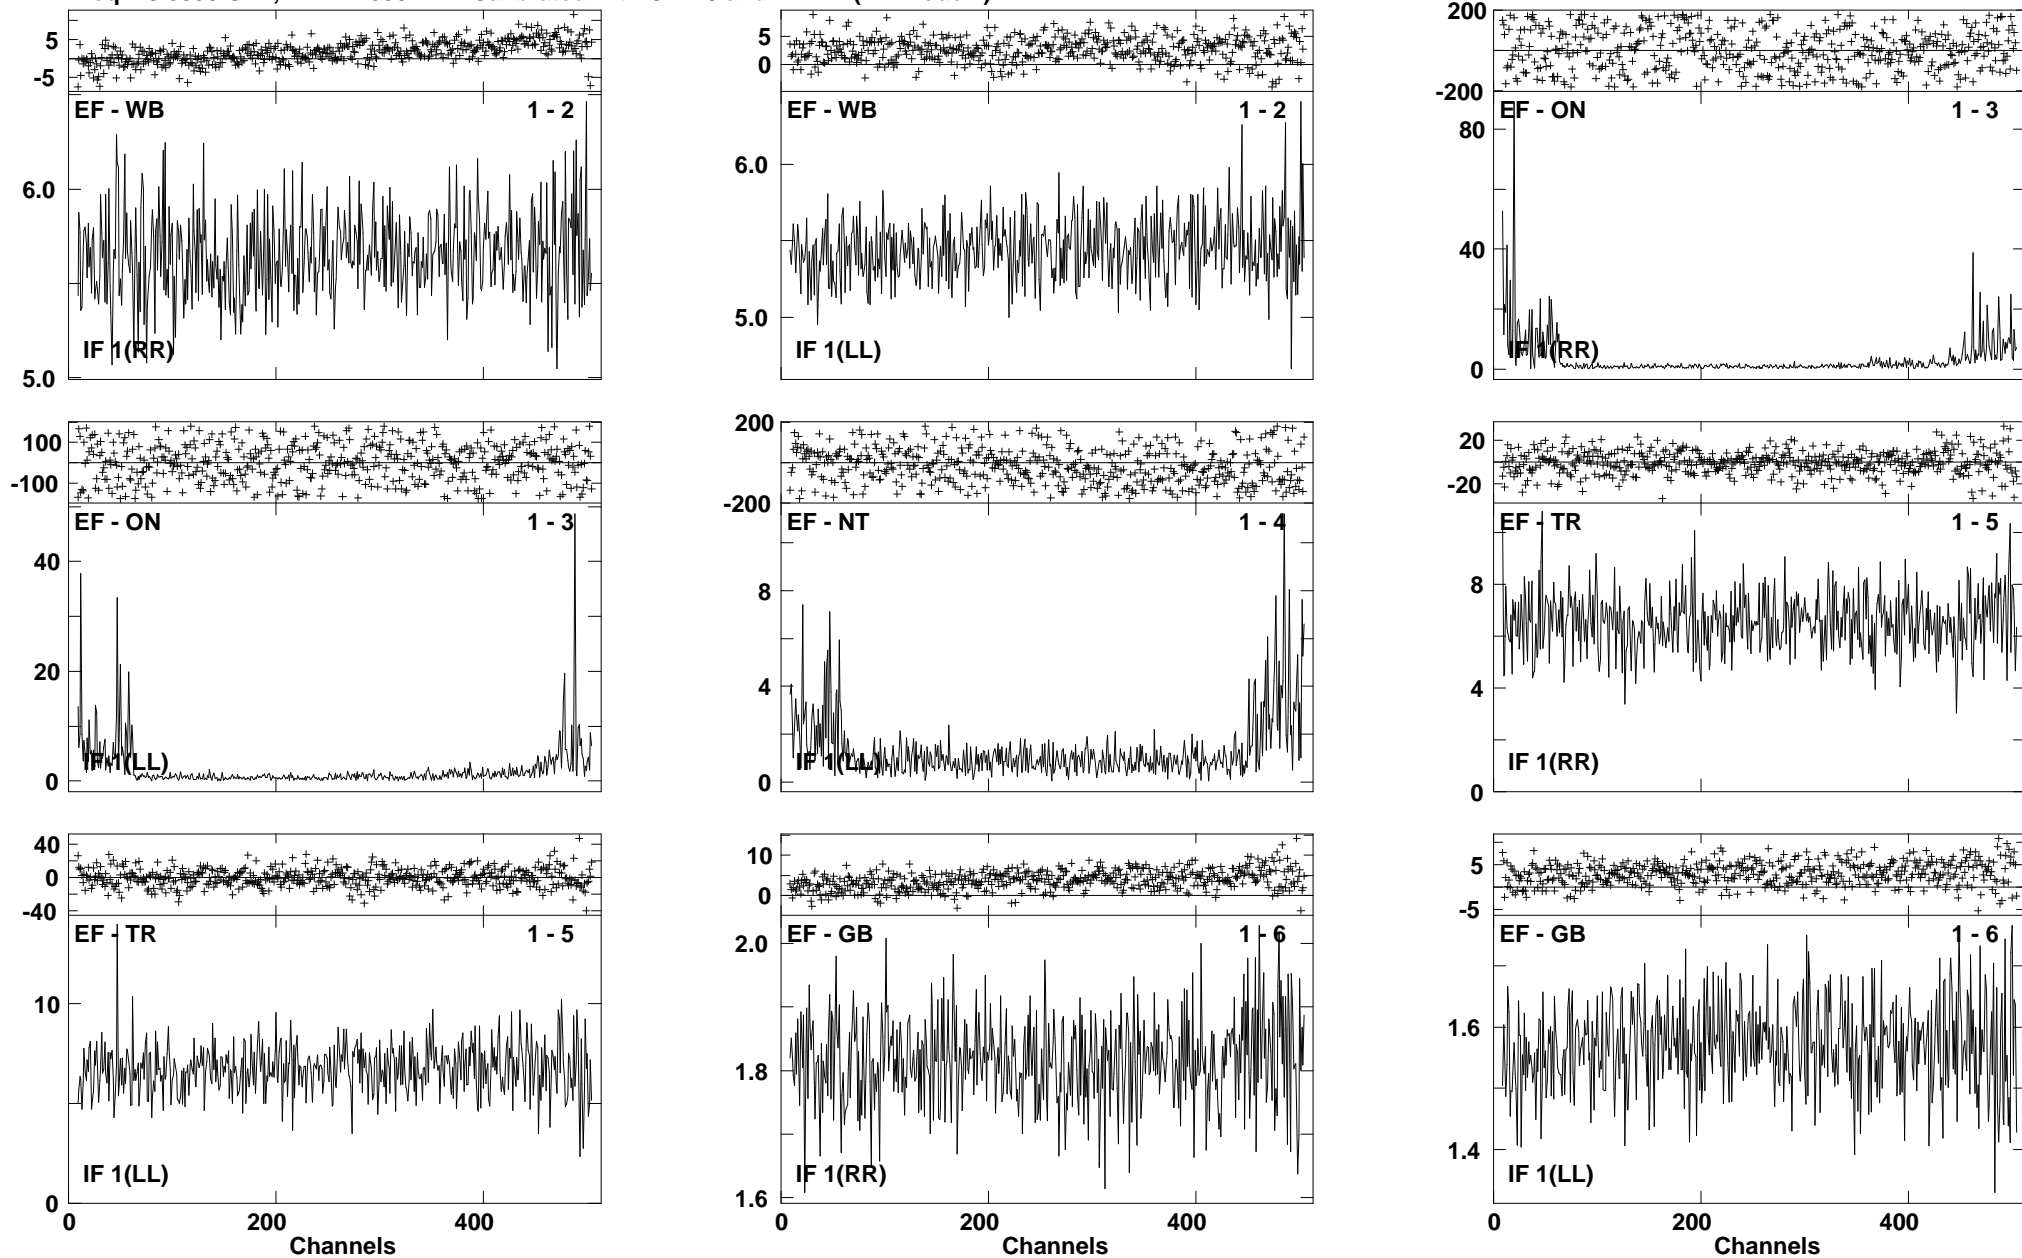 5
-5
EF - WB 1 - 2
6.0
IF 1(RR)
5.0
5
0
EF - WB 1 - 2
6.0
5.0
IF 1(LL)
200
-200
EF - ON 1 - 3
80
40
IF 1(RR)
0
100
-100
EF - ON 1 - 3
40
20
IF 1(LL)
0
200
-200
EF - NT 1 - 4
8
4
IF 1(LL)
0
20
-20
EF - TR 1 - 5
8
4
IF 1(RR)
0
40
0
-40
EF - TR 1 - 5
10
IF 1(LL)
0
0 200 400
Channels
10
0
EF - GB 1 - 6
2.0
1.8
IF 1(RR)
1.6
0 200 400
Channels
5
-5
EF - GB 1 - 6
1.6
1.4
IF 1(LL)
0 200 400
Channels